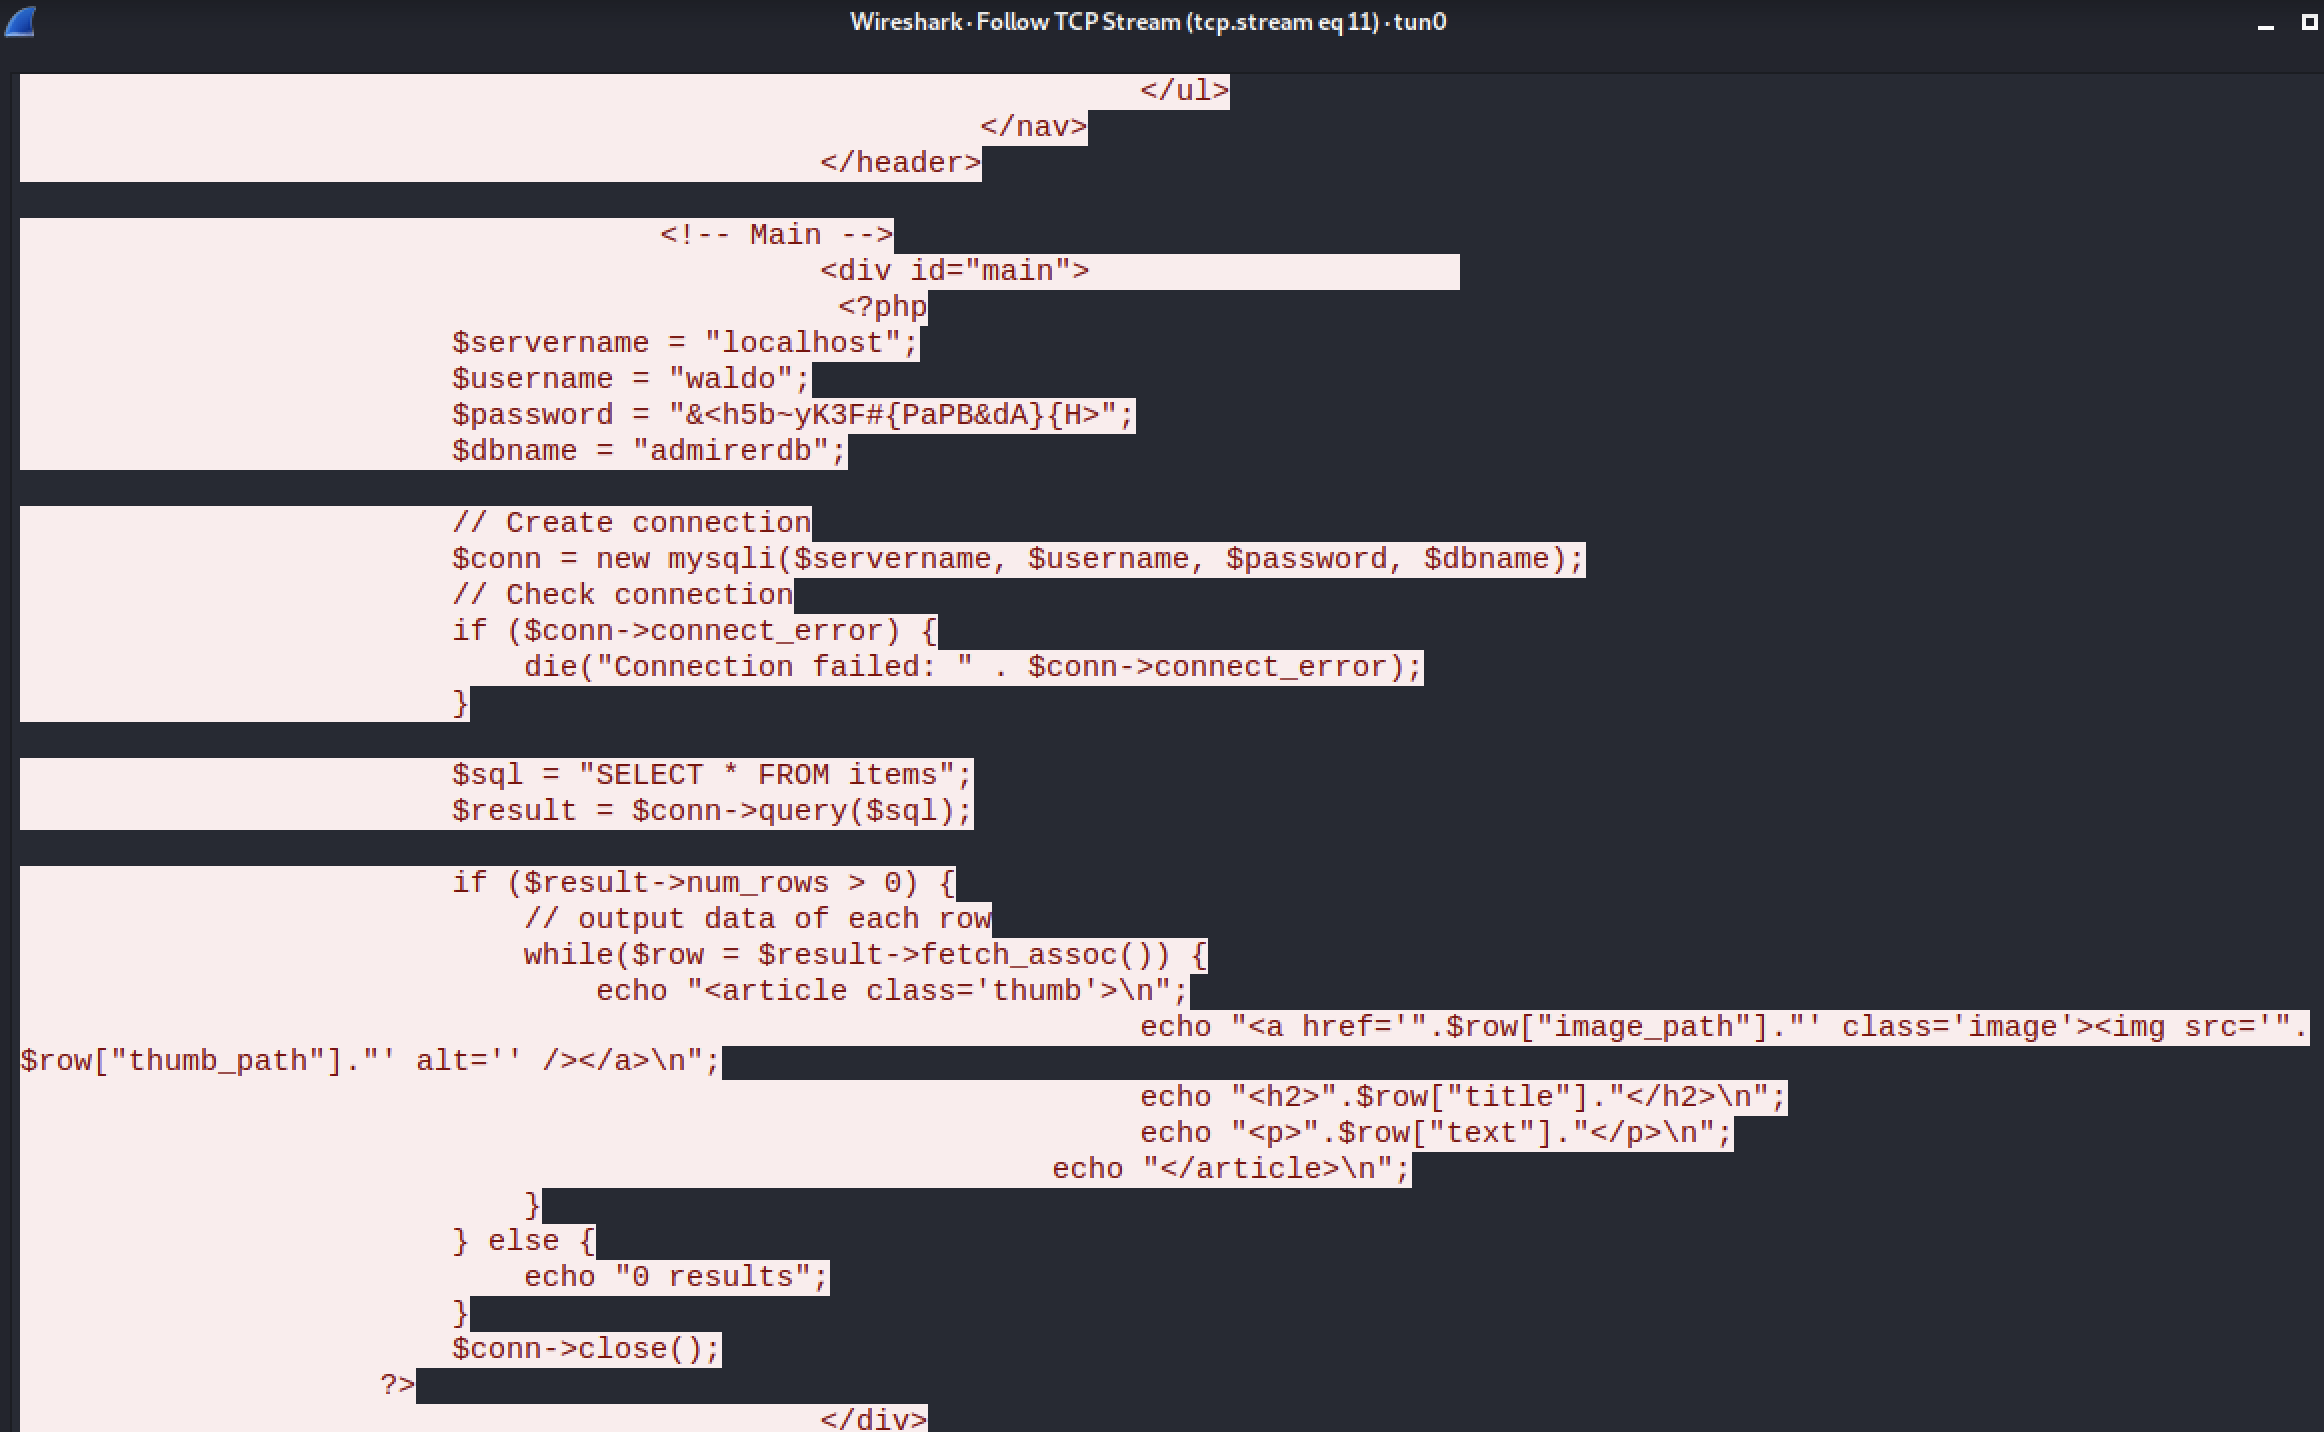 Wireshark · Follow TCP Stream (tcp.stream eq 11) · tun0
</ul>
</nav>
</header>
<!-- Main -->
<div id="main">
<?php
$servername = "localhost";
$username = "waldo";
$password = "&<h5b~yK3F#{PaPB&dA}{H>";
$dbname = "admirerdb";
// Create connection
$conn = new mysqli($servername, $username, $password, $dbname);
// Check connection
if ($conn->connect_error) {
die("Connection failed: " . $conn->connect_error);
}
$sql = "SELECT * FROM items";
$result = $conn->query($sql);
if ($result->num_rows > 0) {
// output data of each row
while($row = $result->fetch_assoc()) {
echo "<article class='thumb'>\n";
echo "<a href='".$row["image_path"]."' class='image'><img src='".
$row["thumb_path"]."' alt='' /></a>\n";
echo "<h2>".$row["title"]."</h2>\n";
echo "<p>".$row["text"]."</p>\n";
echo "</article>\n";
}
} else {
echo "0 results";
}
$conn->close();
?>
</div>